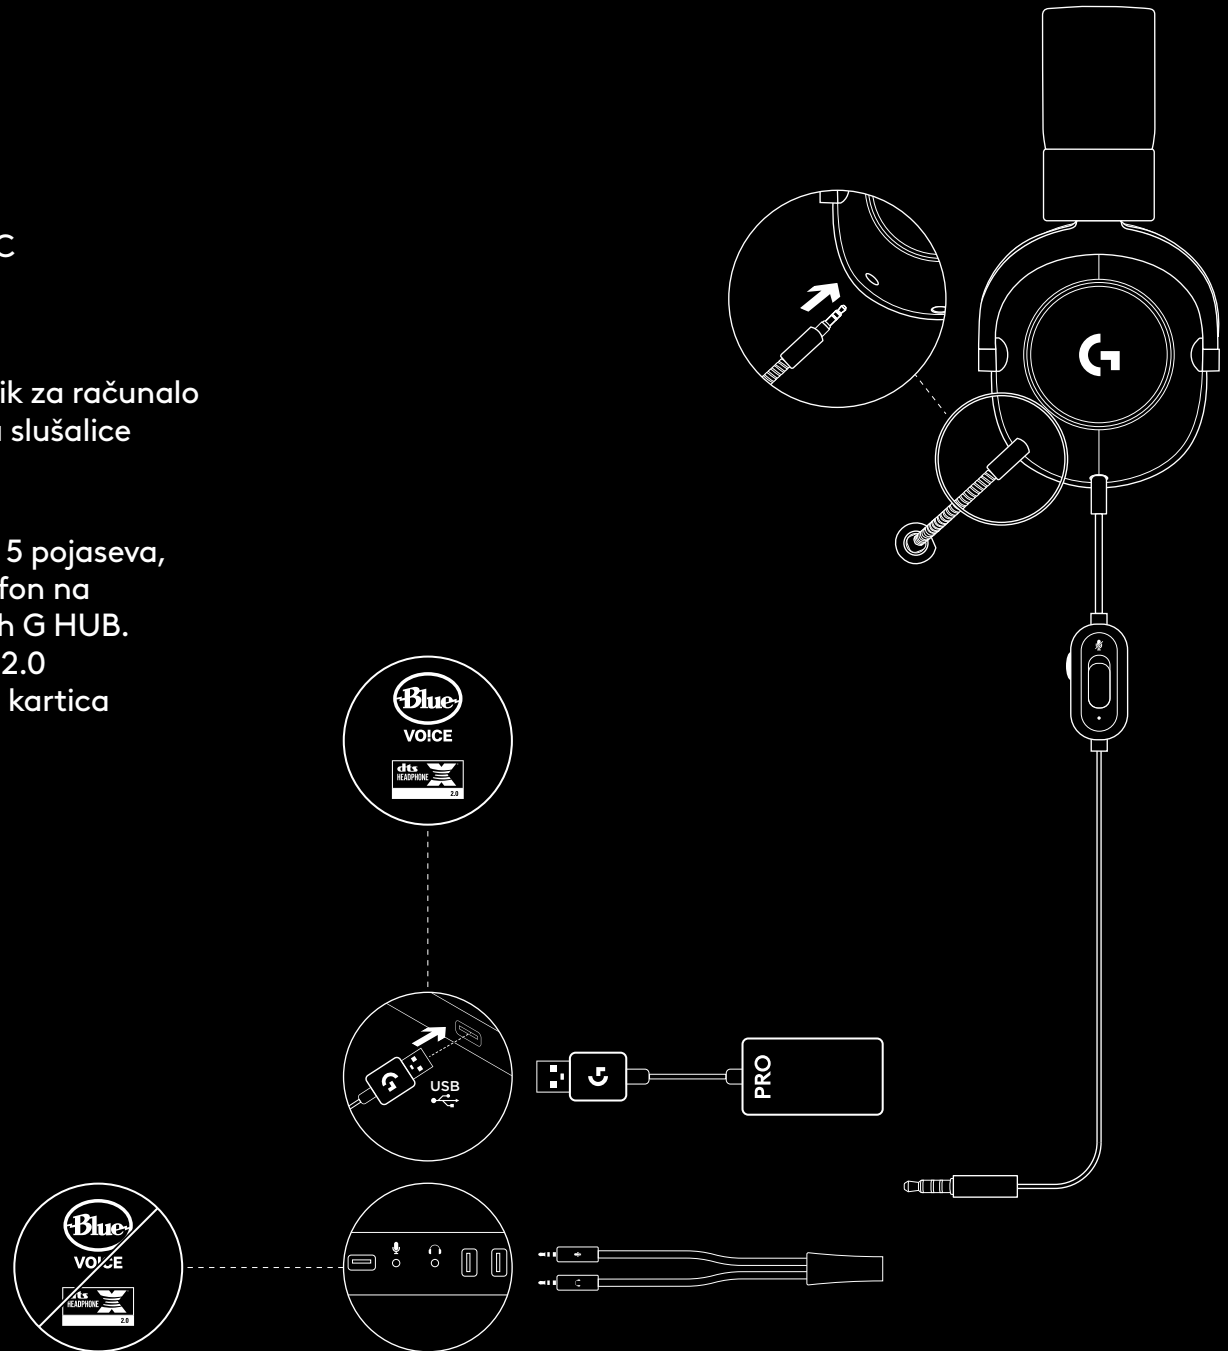 C
ik za računalo
slušalice
5 pojaseva,
fon na
h G HUB.
2.0
kartica
Blue
VO!CE
dts
HEADPHONE X
2.0
USB
PRO
Blue
VO!CE
dts
HEADPHONE X
2.0